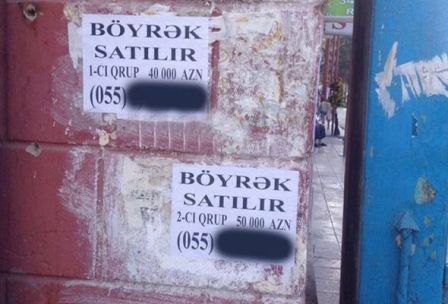 BÖYRƏK
SATILIR
1-CI QRUP 40 000 AZN
(055)
BÖYRƏK
SATILIR
2-CI QRUP 50 000 AZN
(055)